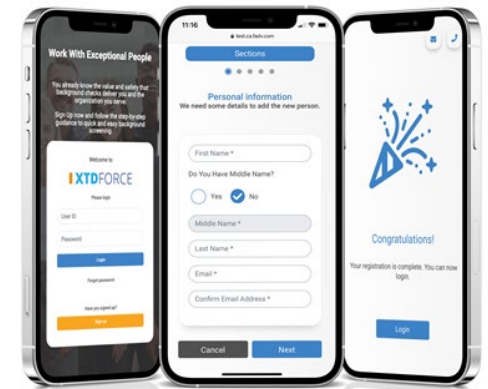 Work With Exceptional People
You already know the value and safety that
background checks deliver you and the
organization you serve.
Sign Up now and follow the step-by-step
guidance to quick and easy background
screening.
Welcome to
XTDFORCE
Please login
User ID
Password
Login
Forgot password
Have you signed up?
Sign up
11:16
test.ca.fadv.com
Sections
Personal information
We need some details to add the new person.
First Name *
Do You Have Middle Name?
Yes
No
Middle Name *
Last Name *
Email *
Confirm Email Address *
Cancel
Next
Congratulations!
Your registration is complete. You can now
login.
Login